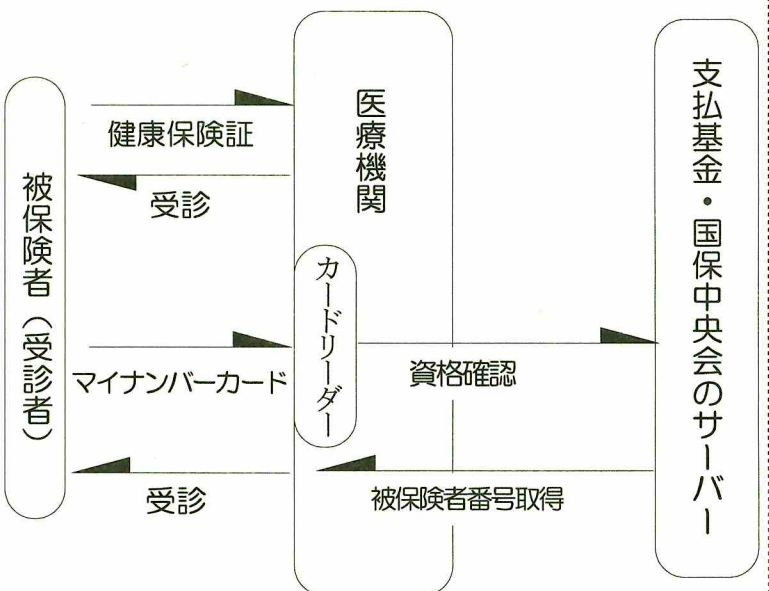 被保険者（受診者）
健康保険証
受診
マイナンバーカード
受診
医療機関
カードリーダー
資格確認
被保険者番号取得
支払基金・国保中央会のサーバー